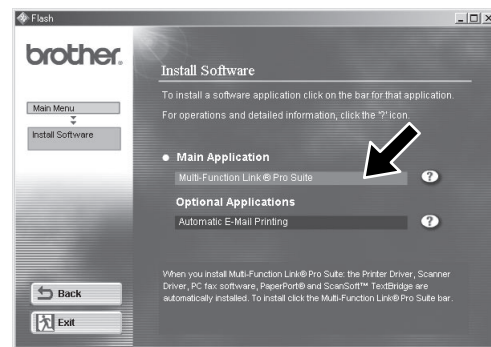 Flash
brother.
Main Menu
Install Software
Install Software
To install a software application click on the bar for that application.
For operations and detailed information, click the '?' icon.
Main Application
Multi-Function Link® Pro Suite
?
Optional Applications
Automatic E-Mail Printing
?
When you install Multi-Function Link® Pro Suite: the Printer Driver, Scanner
Driver, PC fax software, PaperPort® and ScanSoft™ TextBridge are
automatically installed. To install click the Multi-Function Link® Pro Suite bar.
Back
Exit